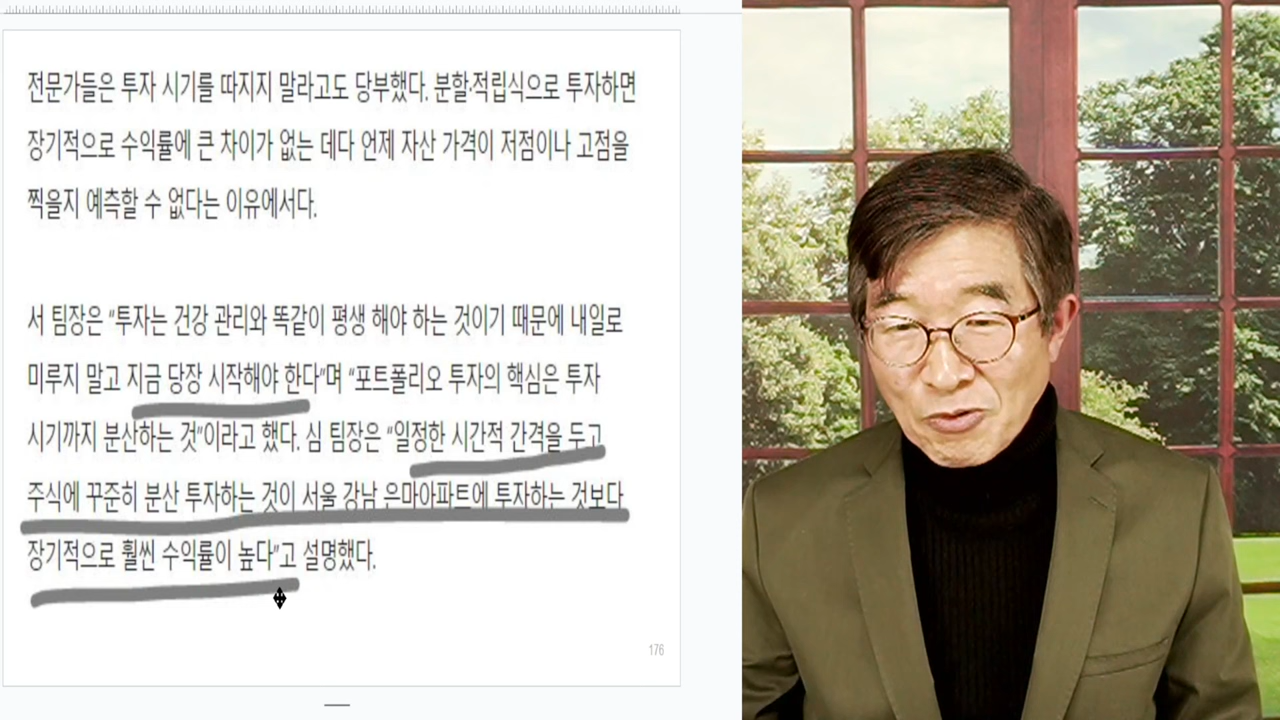 전문가들은 투자 시기를 따지지 말라고도 당부했다. 분할·적립식으로 투자하면
장기적으로 수익률에 큰 차이가 없는 데다 언제 자산 가격이 저점이나 고점을
찍을지 예측할 수 없다는 이유에서다.
서 팀장은 “투자는 건강 관리와 똑같이 평생 해야 하는 것이기 때문에 내일로
미루지 말고 지금 당장 시작해야 한다”며 “포트폴리오 투자의 핵심은 투자
시기까지 분산하는 것”이라고 했다. 심 팀장은 “일정한 시간적 간격을 두고
주식에 꾸준히 분산 투자하는 것이 서울 강남 은마아파트에 투자하는 것보다
장기적으로 훨씬 수익률이 높다”고 설명했다.
176